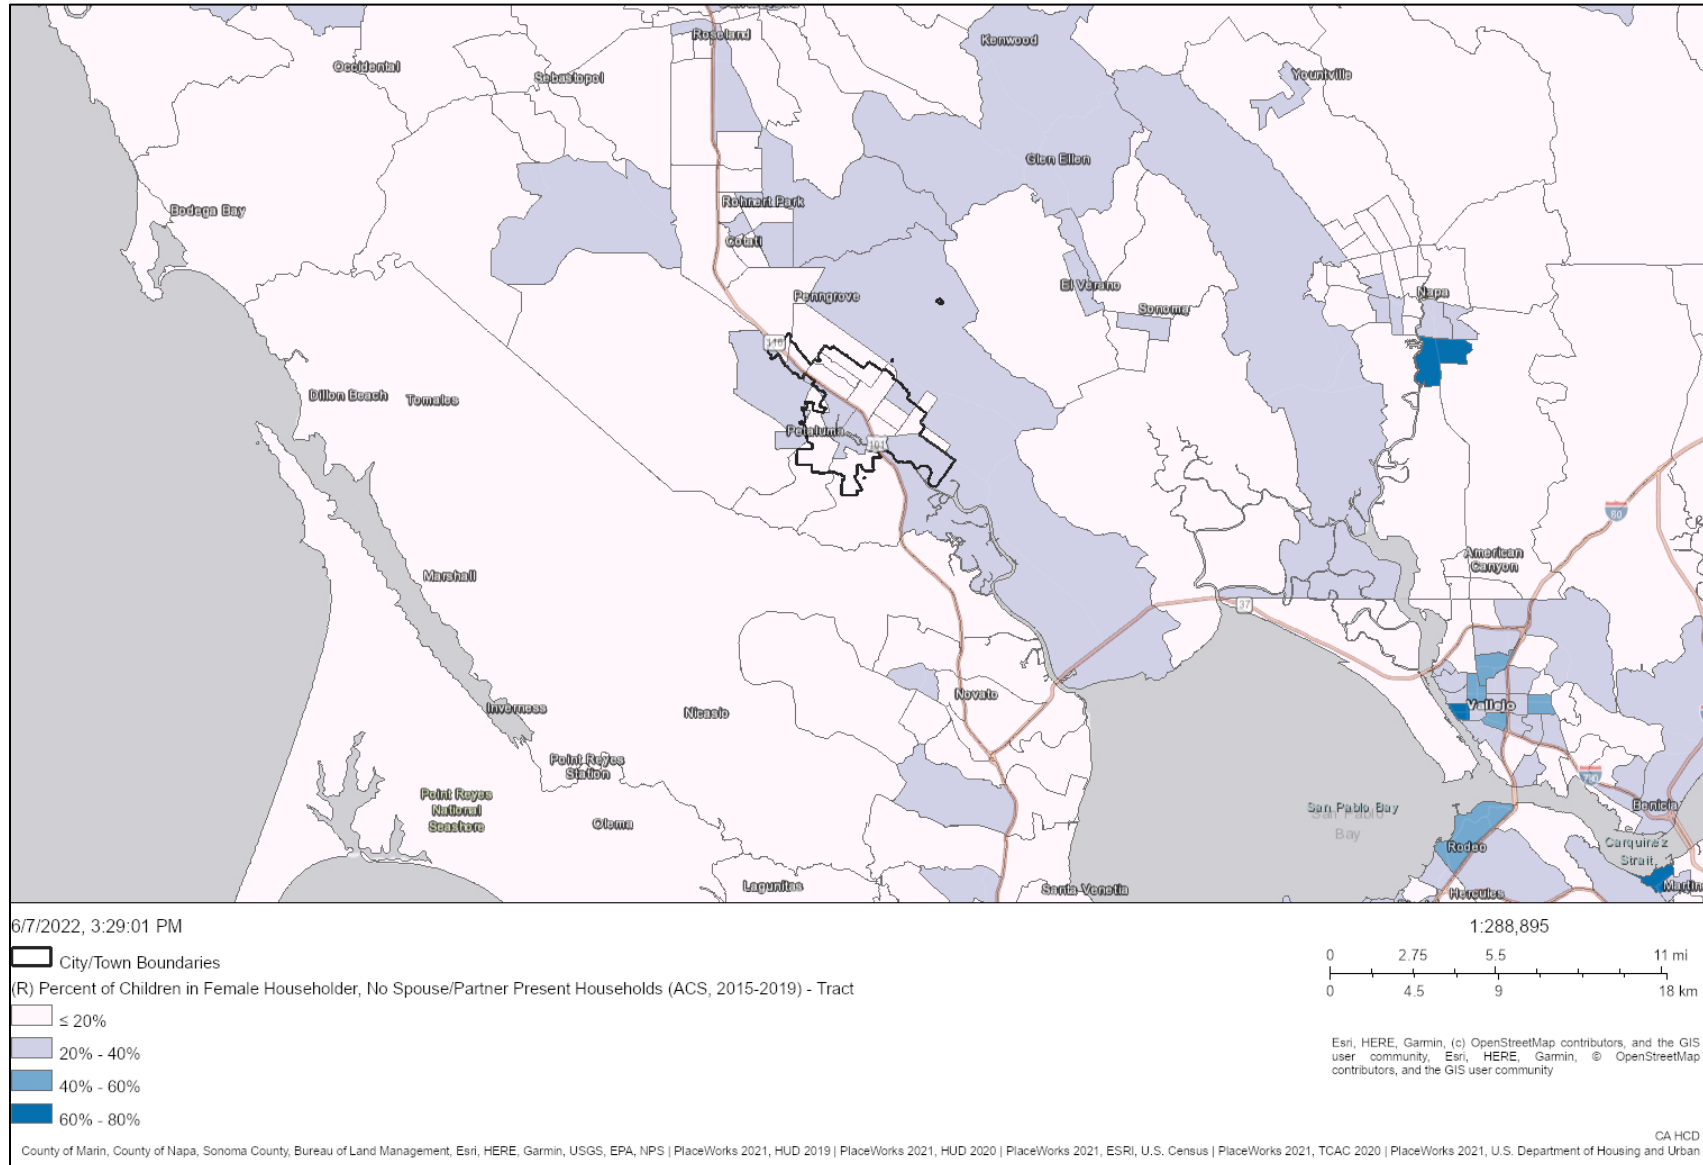 Roseland
Kenwood
Occidental
Sebastopol
Yountville
Glen Ellen
Rohnert Park
Bodega Bay
Cotati
El Verano
Napa
Penngrove
Sonoma
116
Dillon Beach
Tomales
Petaluma
101
80
American
Canyon
Marshall
37
Novato
Inverness
Nicasio
Vallejo
Point Reyes
Station
780
Point Reyes
National
Seashore
Olema
San Pablo Bay
San Pablo
Bay
Benicia
Rodeo
Carquinez
Strait
Lagunitas
Santa Venetia
Hercules
Martin
6/7/2022, 3:29:01 PM
1:288,895
City/Town Boundaries
0 2.75 5.5 11 mi
0 4.5 9 18 km
(R) Percent of Children in Female Householder, No Spouse/Partner Present Households (ACS, 2015-2019) - Tract
≤ 20%
20% - 40%
40% - 60%
60% - 80%
Esri, HERE, Garmin, (c) OpenStreetMap contributors, and the GIS
user community, Esri, HERE, Garmin, © OpenStreetMap
contributors, and the GIS user community
CA HCD
County of Marin, County of Napa, Sonoma County, Bureau of Land Management, Esri, HERE, Garmin, USGS, EPA, NPS | PlaceWorks 2021, HUD 2019 | PlaceWorks 2021, HUD 2020 | PlaceWorks 2021, ESRI, U.S. Census | PlaceWorks 2021, TCAC 2020 | PlaceWorks 2021, U.S. Department of Housing and Urban